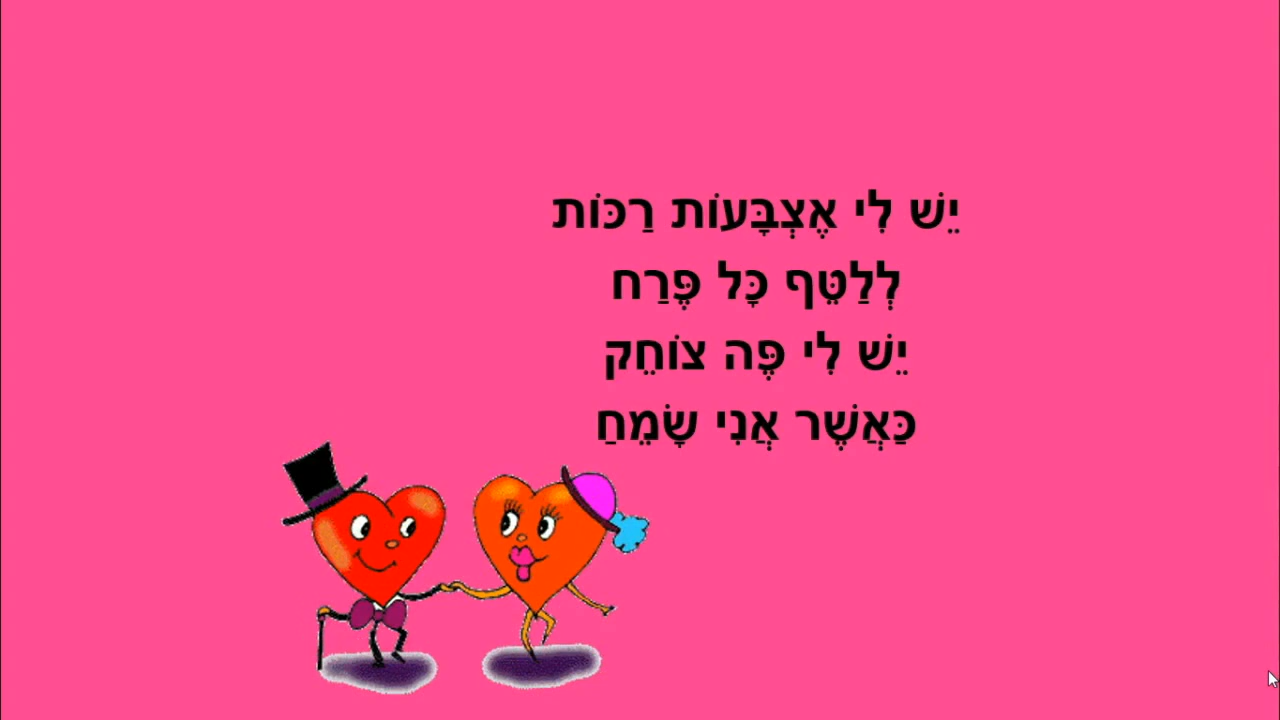 יֵשׁ לִי אֶצְבָּעוֹת רַכּוֹת
לְלַטֵּף כָּל פֶּרַח
יֵשׁ לִי פֶּה צוֹחֵק
כַּאֲשֶׁר אֲנִי שָׂמֵחַ